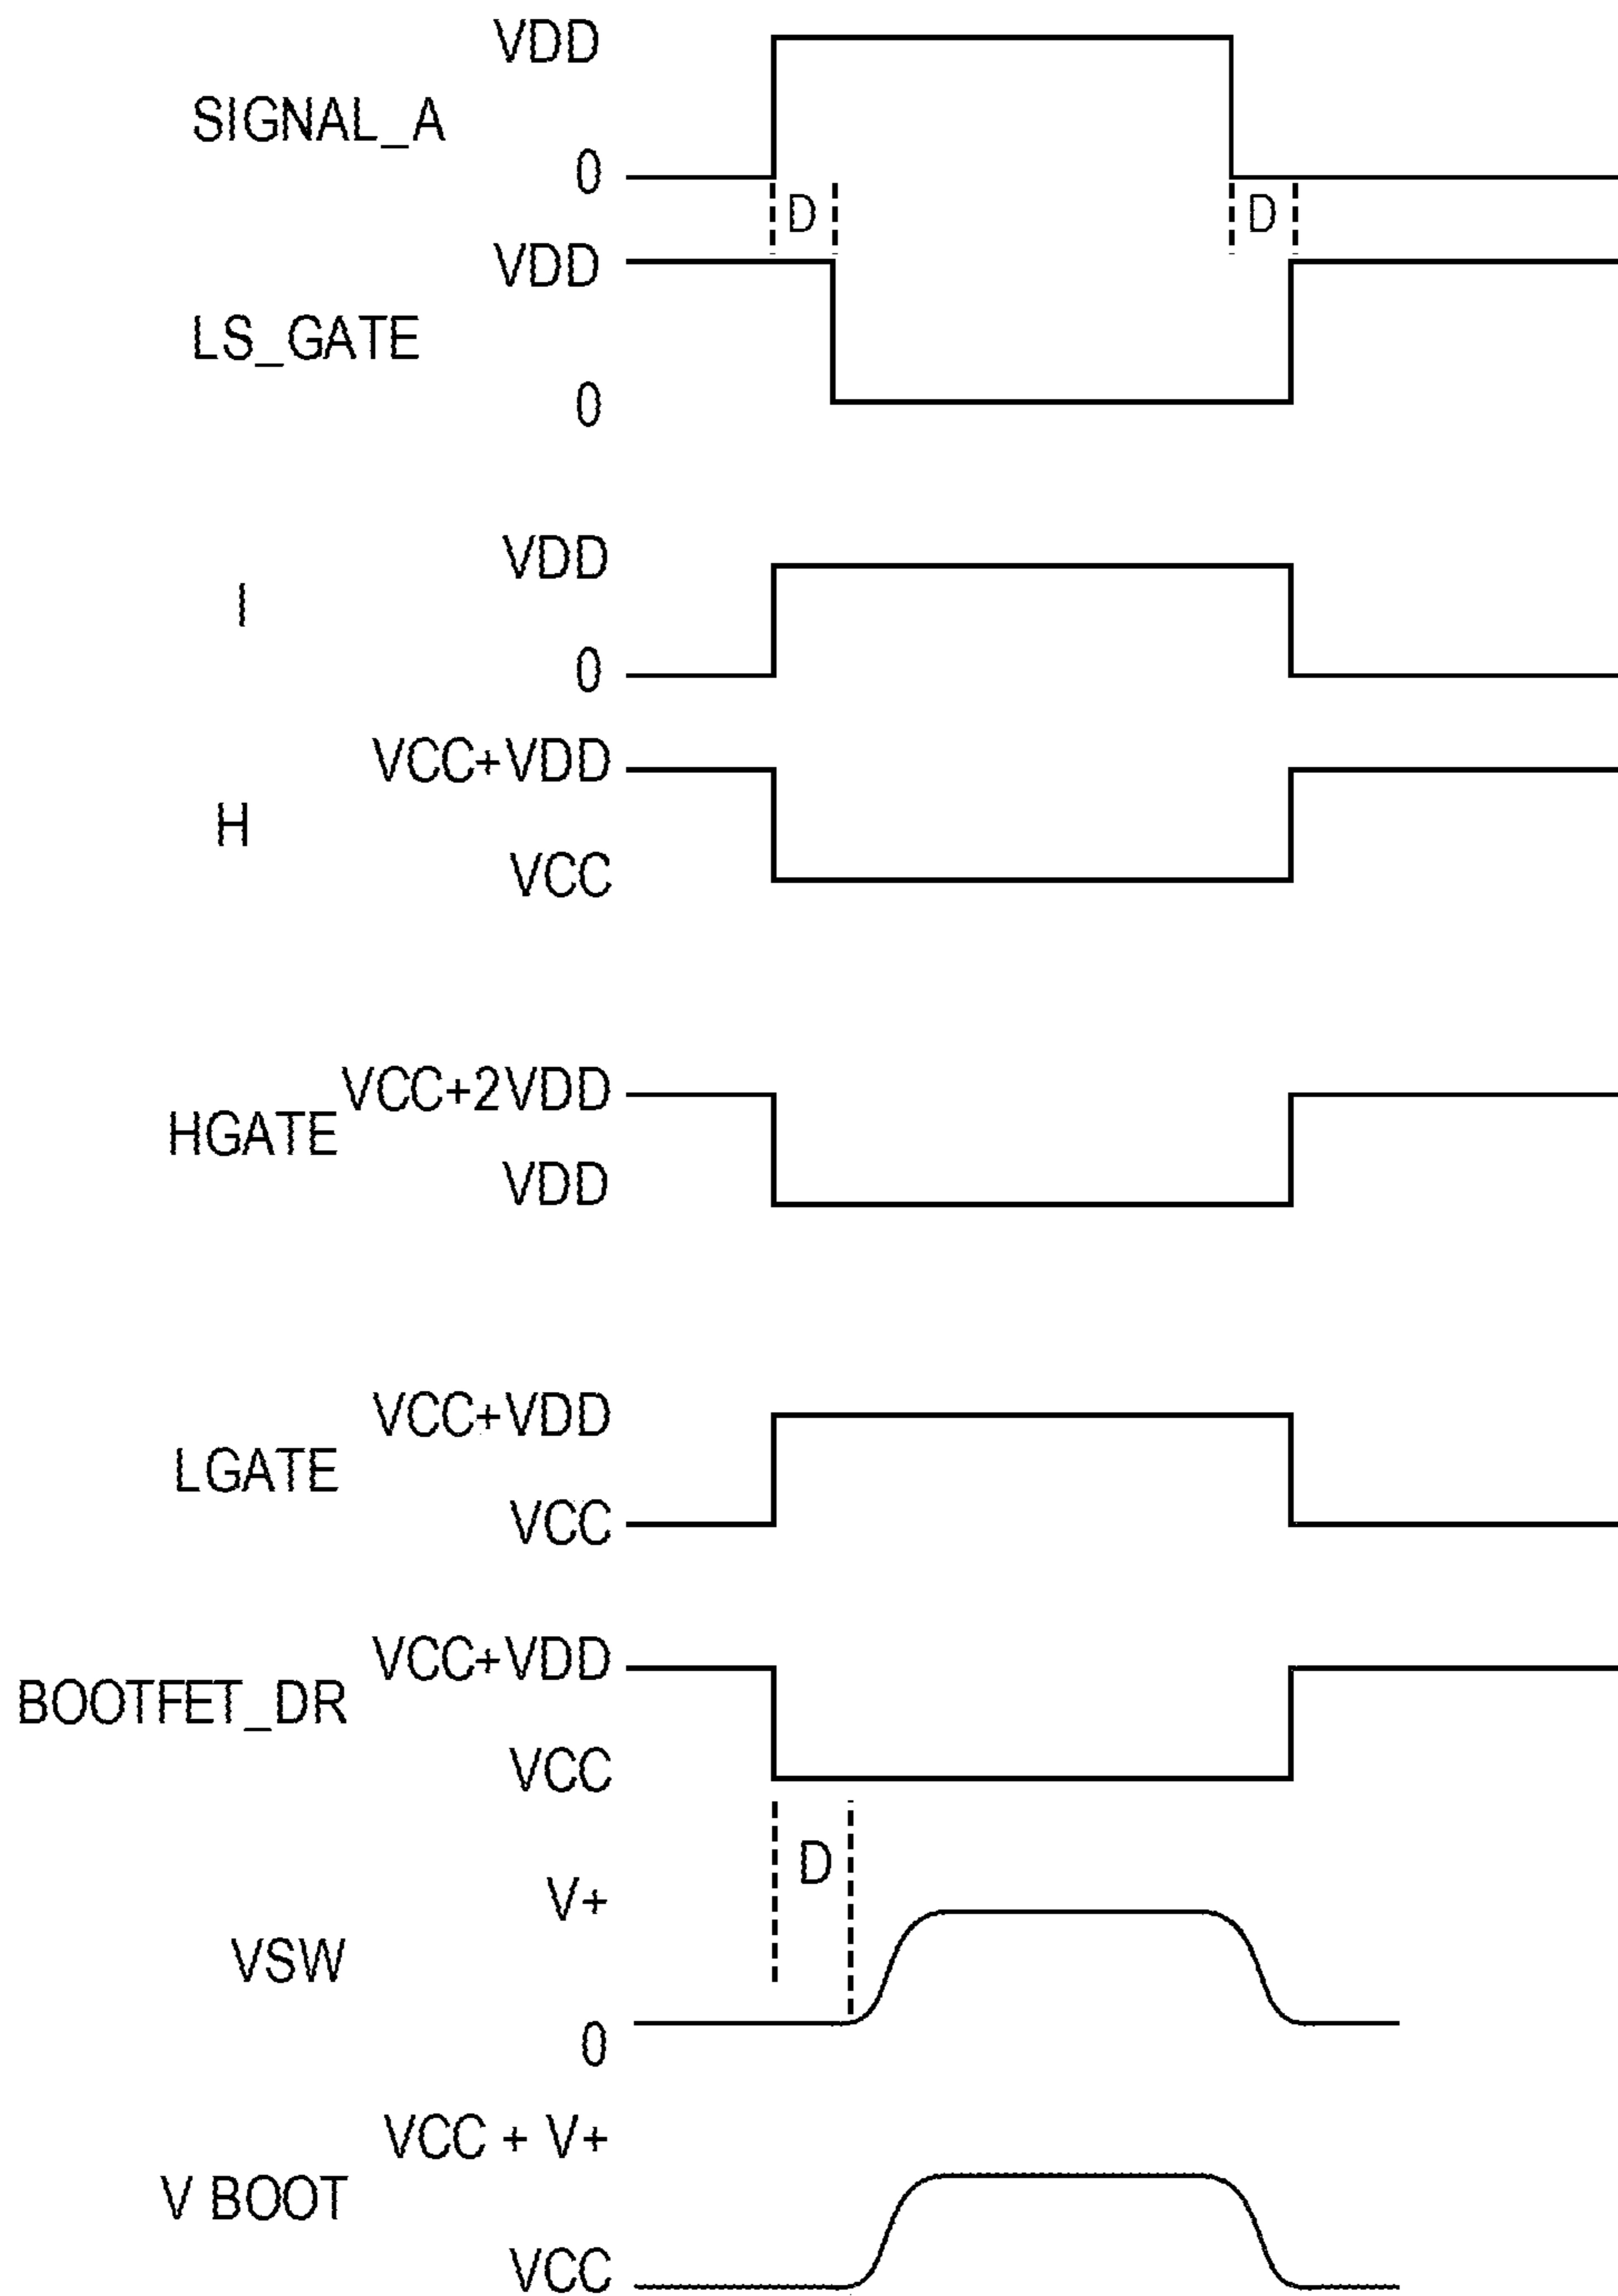 VDD
SIGNAL_A
0
D D
VDD
LS_GATE
0
VDD
I
0
VCC+VDD
H
VCC
VCC+2VDD
HGATE
VDD
VCC+VDD
LGATE
VCC
VCC+VDD
BOOTFET_DR
VCC
D
V+
VSW
0
VCC + V+
V BOOT
VCC